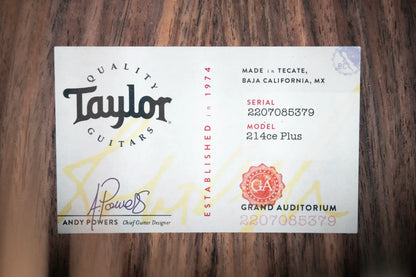 QUALITY
Taylor
GUITARS
ANDY POWERS Chief Guitar Designer
ESTABLISHED in 1974
MADE in TECATE,
BAJA CALIFORNIA, MX
SERIAL
2207085379
MODEL
214ce Plus
GA
GRAND AUDITORIUM
2207085379